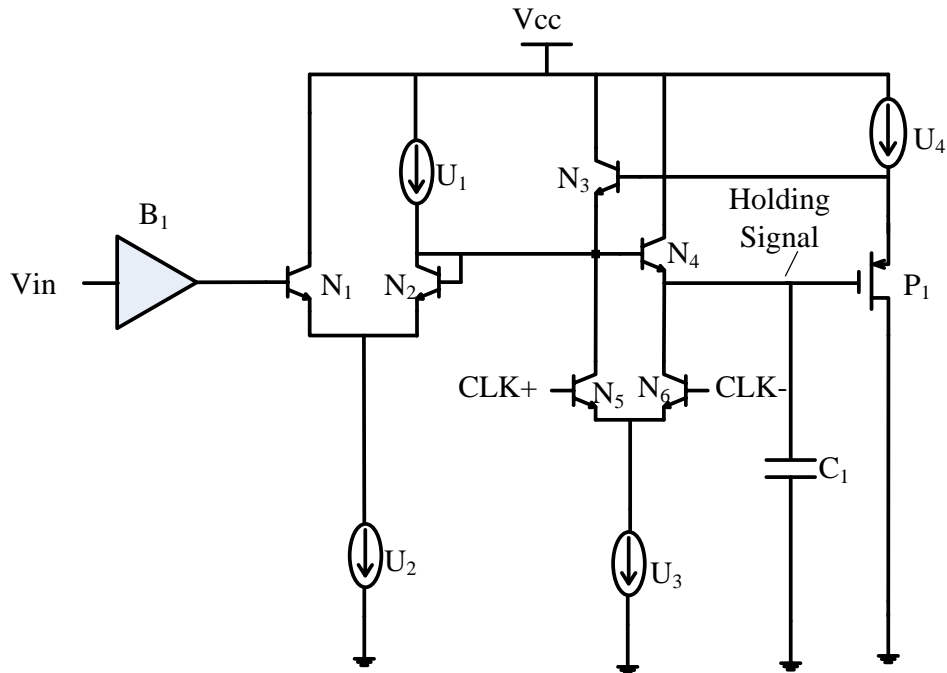 Vcc
U₄
N₃
U₁
Holding
Signal
B₁
N₄
Vin
N₁
N₂
P₁
CLK+
N₅
N₆
CLK-
C₁
U₂
U₃